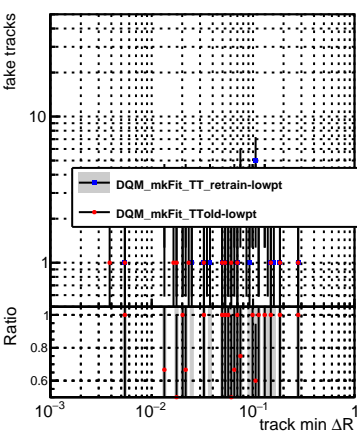 fake tracks
10
DQM_mkFit_TT_retrain-lowpt
DQM_mkFit_TTold-lowpt
1
Ratio
1
0.8
0.6
10⁻³ 10⁻² 10⁻¹ 1
track min ΔR